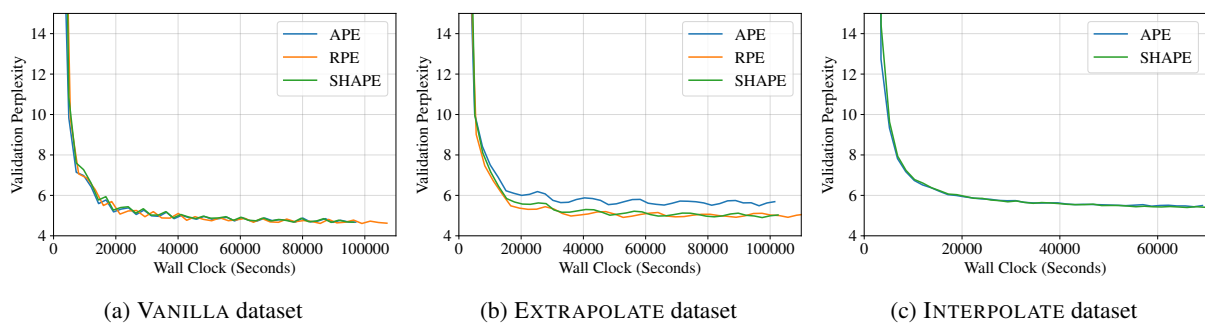 14
12
10
8
6
4
Validation Perplexity
APE
RPE
SHAPE
0 20000 40000 60000 80000 100000
Wall Clock (Seconds)
(a) VANILLA dataset
14
12
10
8
6
4
Validation Perplexity
APE
RPE
SHAPE
0 20000 40000 60000 80000 100000
Wall Clock (Seconds)
(b) EXTRAPOLATE dataset
14
12
10
8
6
4
Validation Perplexity
APE
SHAPE
0 20000 40000 60000
Wall Clock (Seconds)
(c) INTERPOLATE dataset